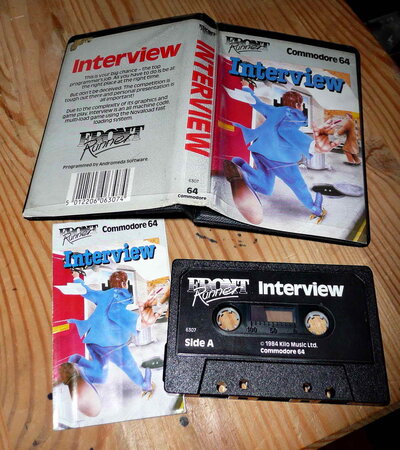 Interview
This is your big chance - the top
programmer's job. All you have to do is be at
the right place at the right time.
But don't be deceived. The competition is
tough out there and personal presentation is
all important!
Due to the complexity of its graphics and
game play, Interview is an all machine code,
multi-load game using the Novaload Fast
loading system.
FRONT
Runner
Programmed by Andromeda Software.
5 012206 063074
FRONT
Runner
INTERVIEW
6307
64
Commodore
FRONT
Runner
Commodore 64
Interview
FRONT
Runner
Commodore 64
Interview
FRONT
Runner
Interview
6307
Side A
100 50 0
© 1984 Kilo Music Ltd.
Commodore 64